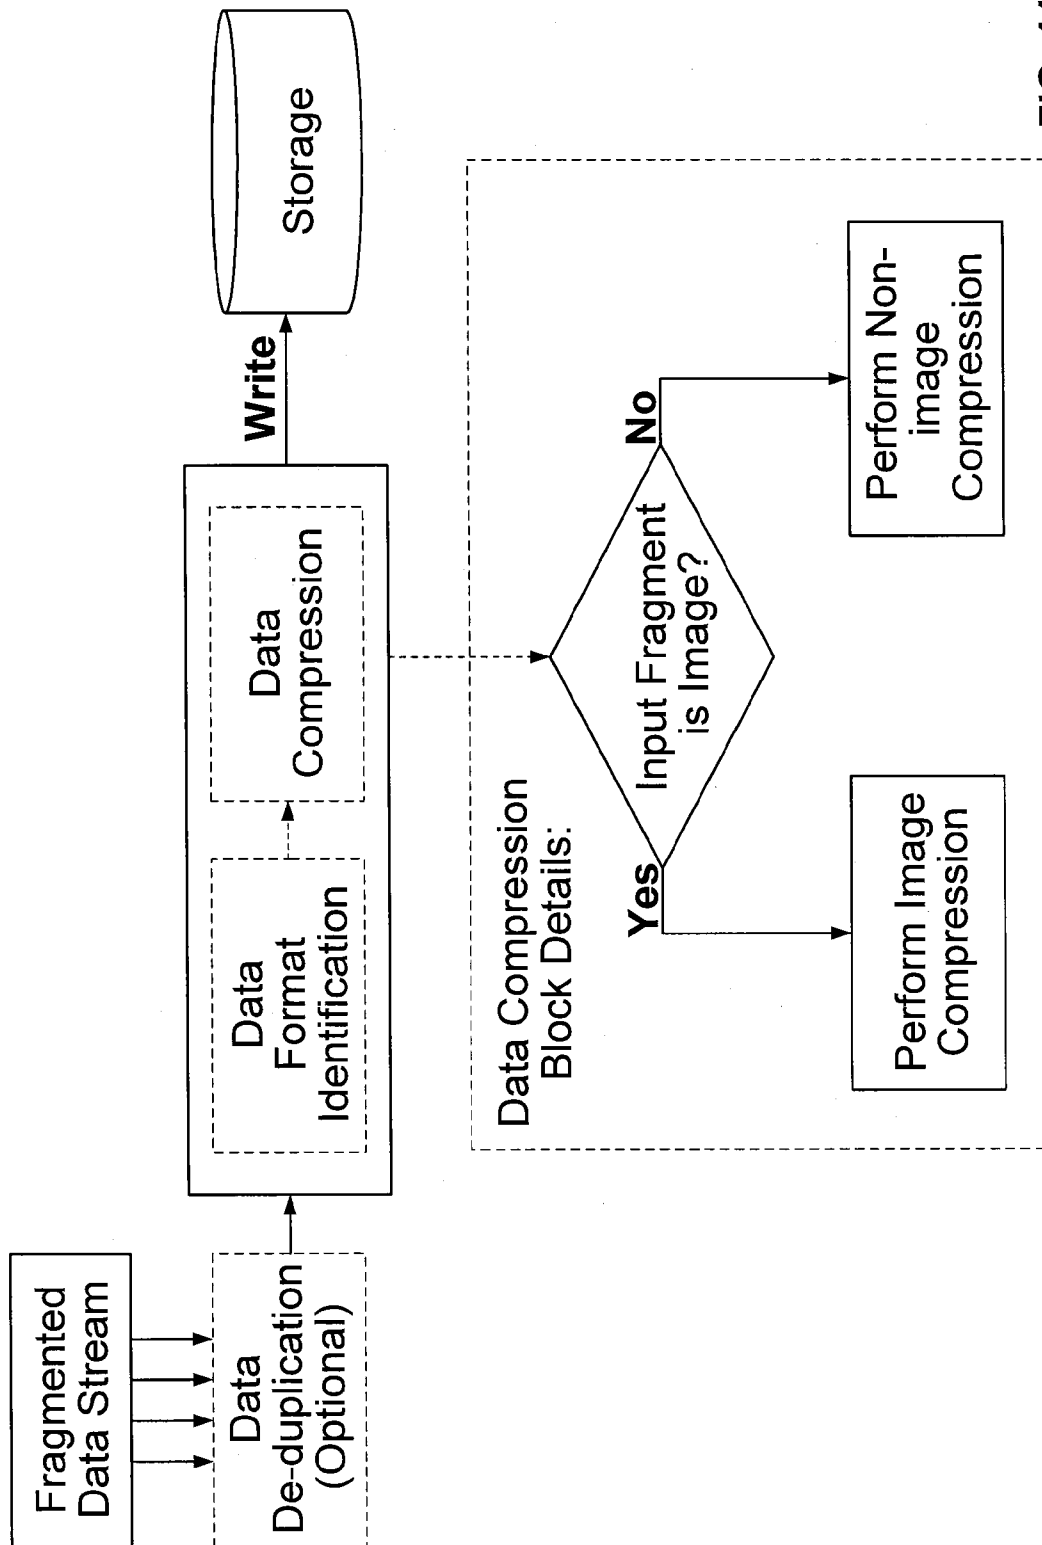 Fragmented
Data Stream
Data
De-duplication
(Optional)
Data
Format
Identification
Data
Compression
Write
Storage
Data Compression
Block Details:
Input Fragment
is Image?
Yes
No
Perform Image
Compression
Perform Non-
image
Compression